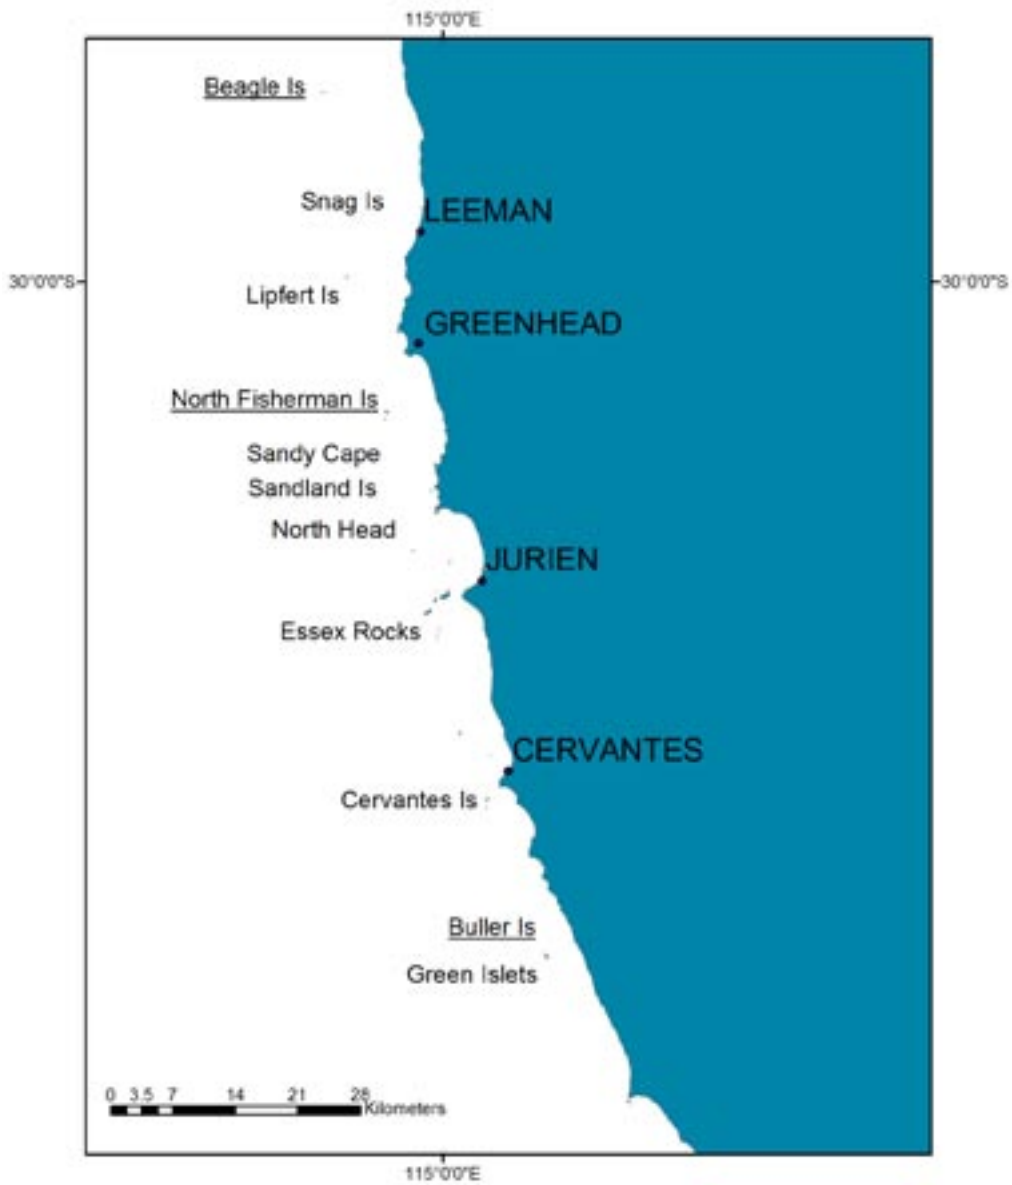 115°0'0"E
Beagle Is
Snag Is
LEEMAN
30°0'0"S
30°0'0"S
Lipfert Is
GREENHEAD
North Fisherman Is
Sandy Cape
Sandland Is
North Head
JURIEN
Essex Rocks
CERVANTES
Cervantes Is
Buller Is
Green Islets
0 3.5 7 14 21 28
Kilometers
115°0'0"E